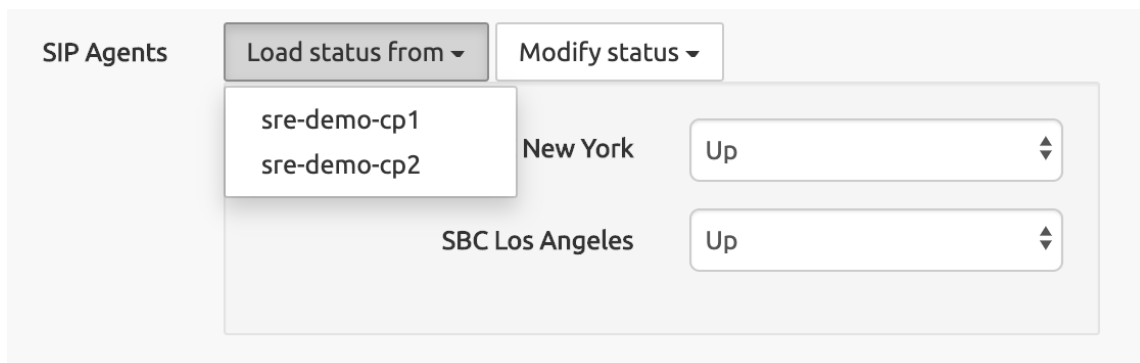 SIP Agents Load status from Modify status
sre-demo-cp1
New York Up
sre-demo-cp2
SBC Los Angeles Up